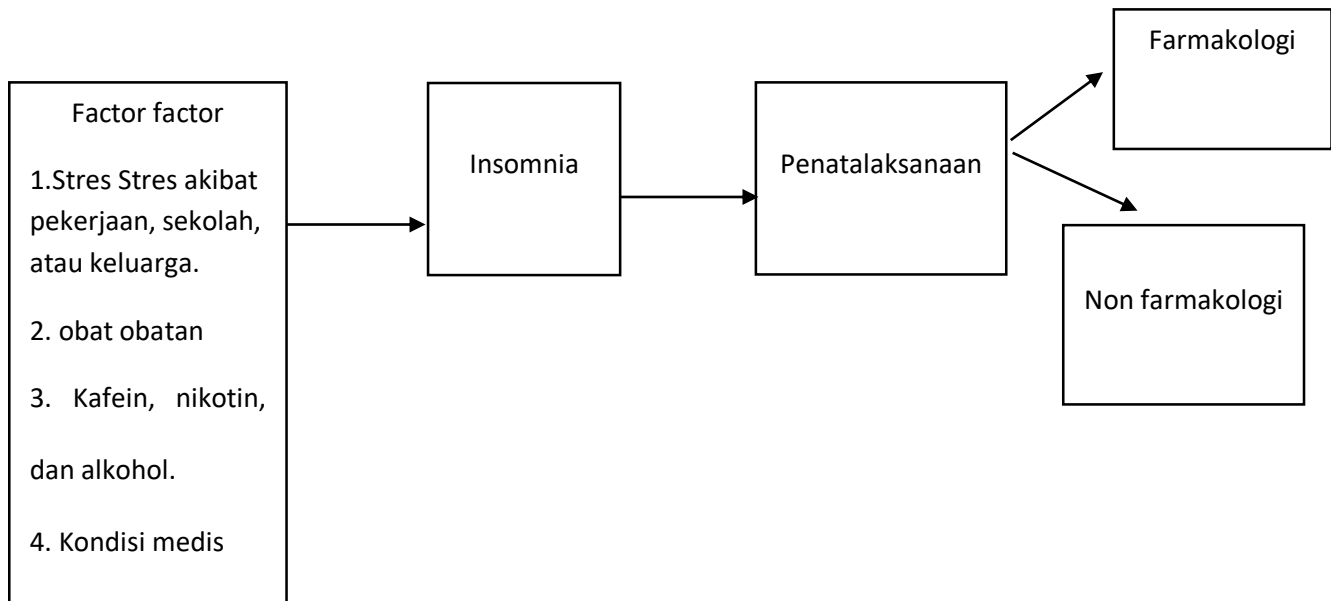 Factor factor
1.Stres Stres akibat
pekerjaan, sekolah,
atau keluarga.
2. obat obatan
3. Kafein, nikotin,
dan alkohol.
4. Kondisi medis
Insomnia
Penatalaksanaan
Farmakologi
Non farmakologi